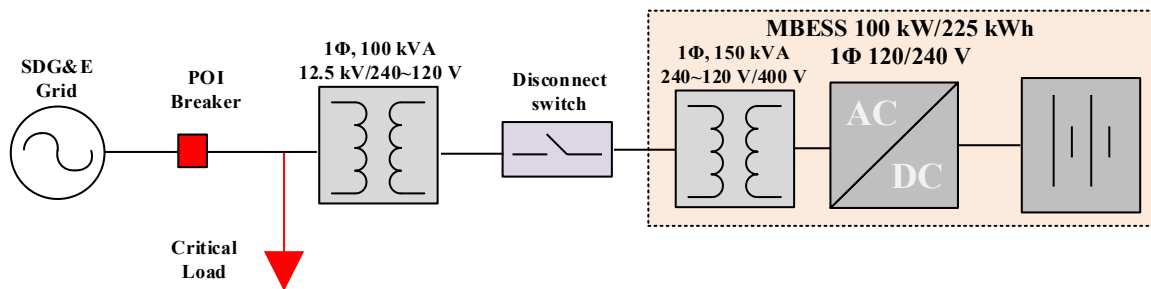 SDG&E
Grid
POI
Breaker
1Φ, 100 kVA
12.5 kV/240~120 V
Disconnect
switch
MBESS 100 kW/225 kWh
1Φ 120/240 V
1Φ, 150 kVA
240~120 V/400 V
AC
DC
Critical
Load